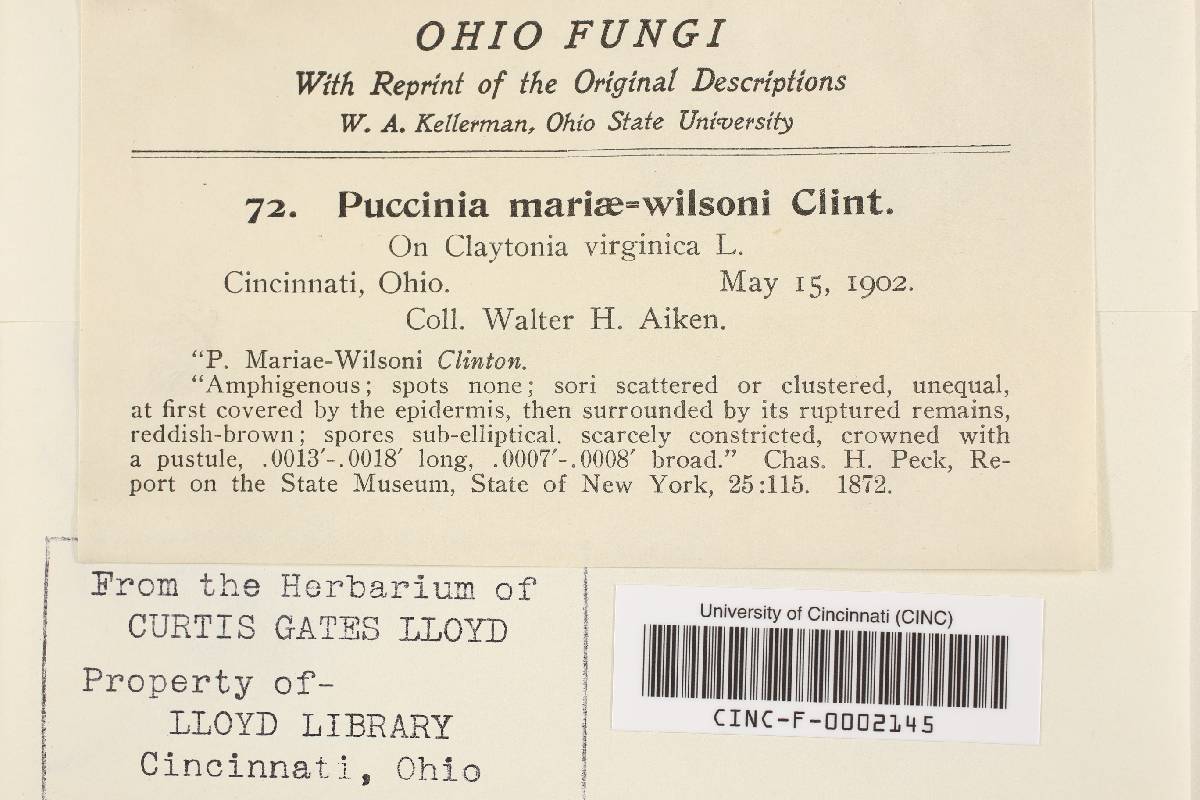 OHIO FUNGI
With Reprint of the Original Descriptions
W. A. Kellerman, Ohio State University
72. Puccinia mariæ=wilsoni Clint.
On Claytonia virginica L.
Cincinnati, Ohio. May 15, 1902.
Coll. Walter H. Aiken.
“P. Mariae-Wilsoni Clinton.
“Amphigenous; spots none; sori scattered or clustered, unequal,
at first covered by the epidermis, then surrounded by its ruptured remains,
reddish-brown; spores sub-elliptical. scarcely constricted, crowned with
a pustule, .0013′-.0018′ long, .0007′-.0008′ broad.” Chas. H. Peck, Re-
port on the State Museum, State of New York, 25:115. 1872.
From the Herbarium of
CURTIS GATES LLOYD
Property of-
LLOYD LIBRARY
Cincinnati, Ohio
University of Cincinnati (CINC)
CINC-F-0002145